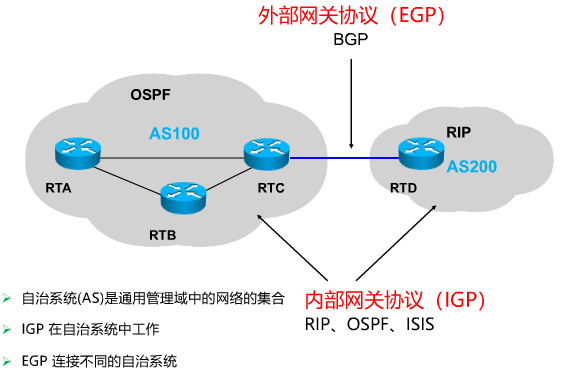 外部网关协议（EGP）
BGP
OSPF
AS100
RIP
AS200
RTA
RTC
RTD
RTB
自治系统(AS)是通用管理域中的网络的集合
IGP 在自治系统中工作
EGP 连接不同的自治系统
内部网关协议（IGP）
RIP、OSPF、ISIS